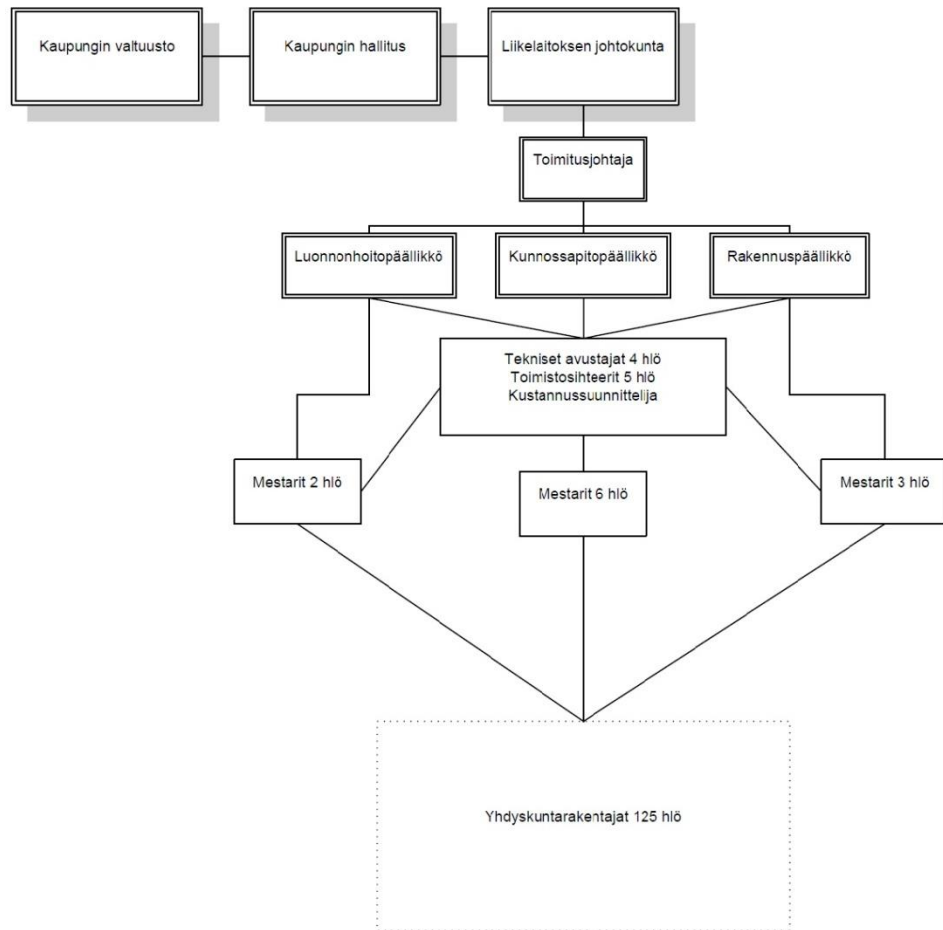 Kaupungin valtuusto
Kaupungin hallitus
Liikelaitoksen johtokunta
Toimitusjohtaja
Luonnonhoitopäällikkö
Kunnossapitopäällikkö
Rakennuspäällikkö
Tekniset avustajat 4 hlö
Toimistosihteerit 5 hlö
Kustannussuunnittelija
Mestarit 2 hlö
Mestarit 6 hlö
Mestarit 3 hlö
Yhdyskuntarakentajat 125 hlö